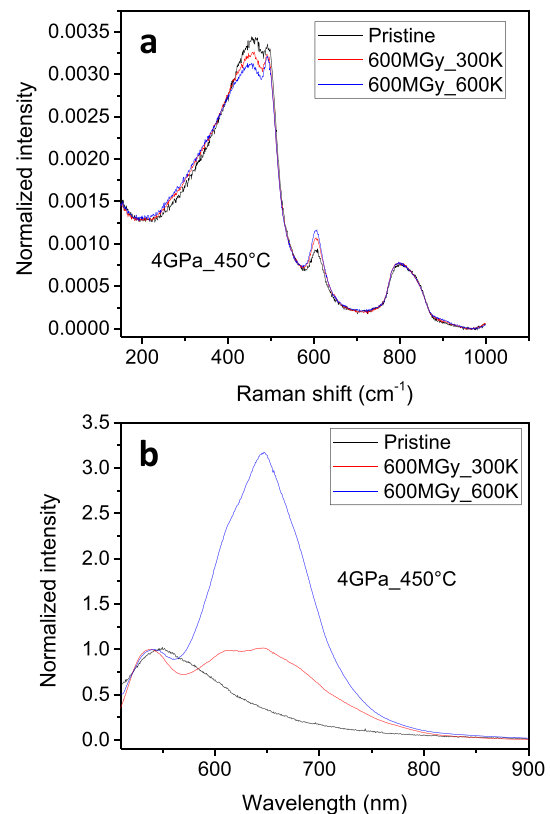 a
Pristine
600MGy_300K
600MGy_600K
0.0035
0.0030
0.0025
0.0020
0.0015
0.0010
0.0005
0.0000
Normalized intensity
4GPa_450°C
200 400 600 800 1000
Raman shift (cm⁻¹)
b
Pristine
600MGy_300K
600MGy_600K
3.5
3.0
2.5
2.0
1.5
1.0
0.5
0.0
Normalized intensity
4GPa_450°C
600 700 800 900
Wavelength (nm)